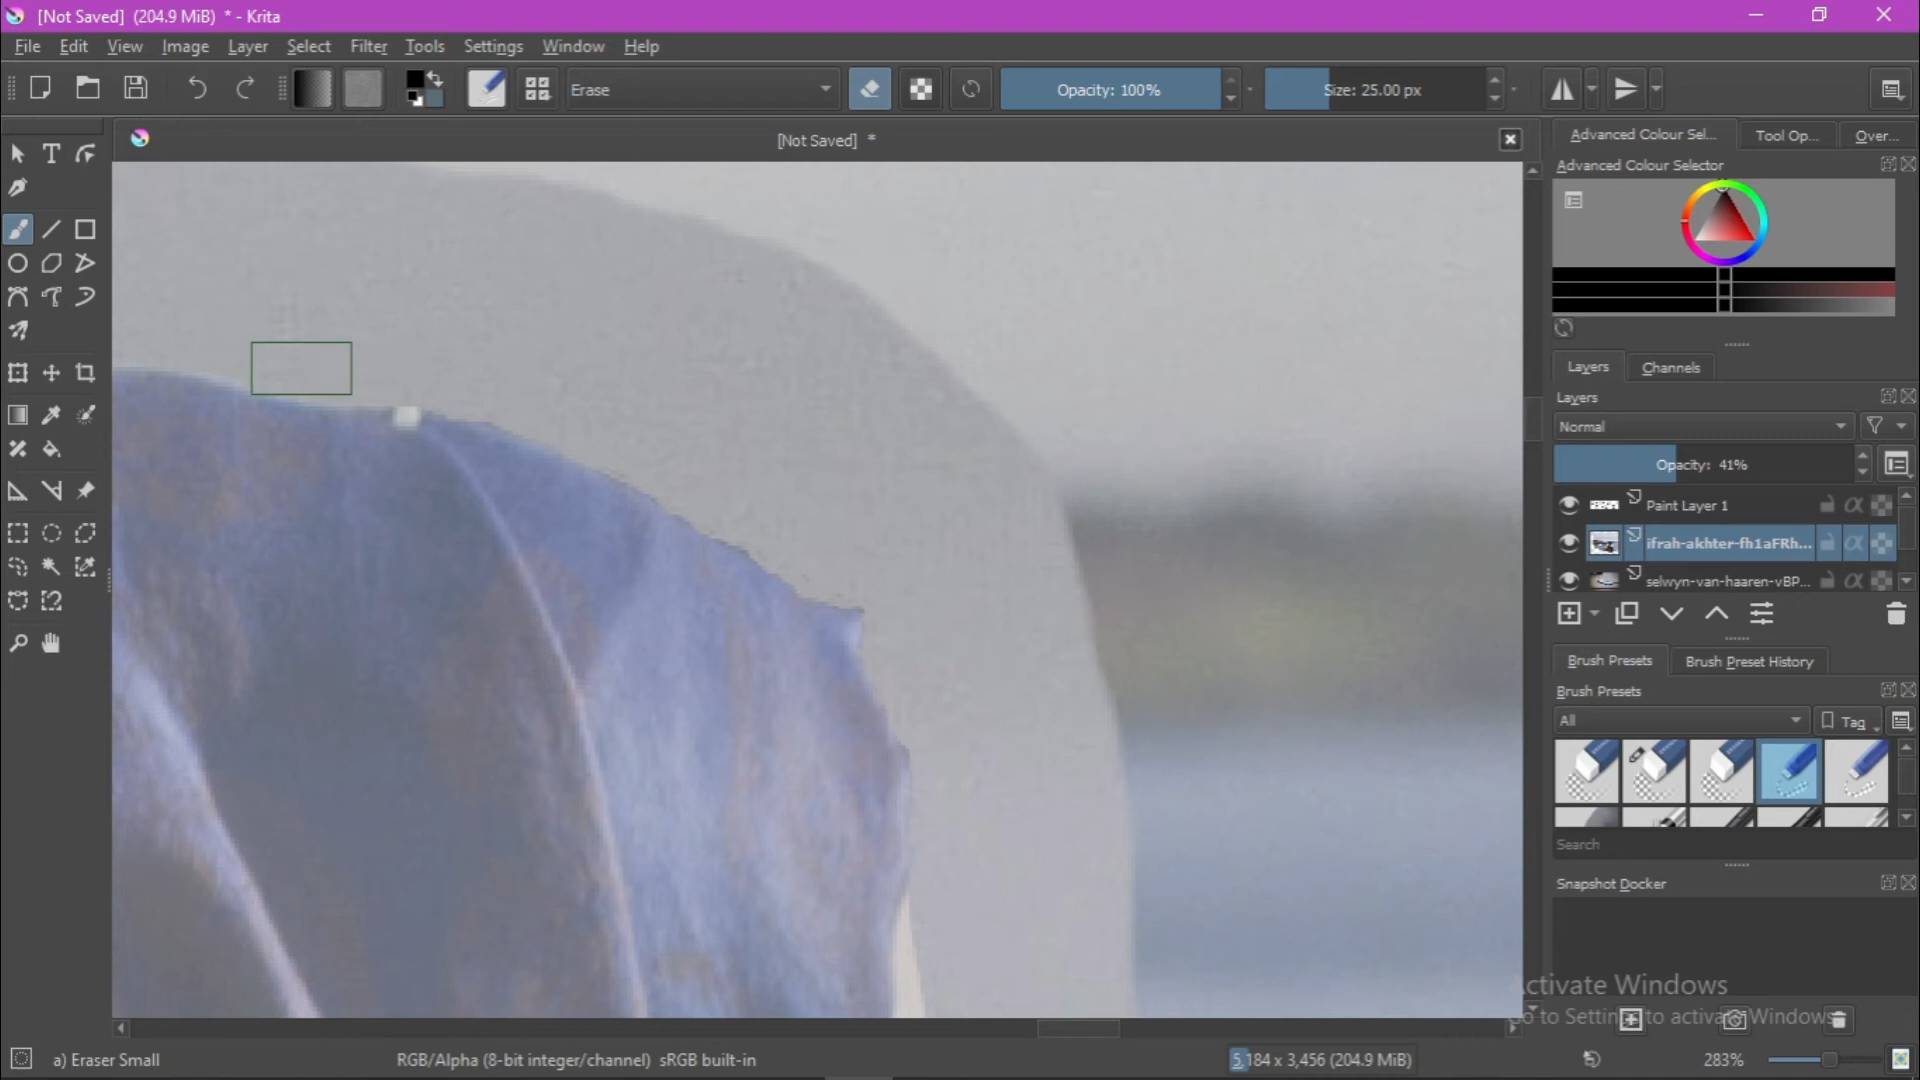 [Not Saved] (204.9 MiB) * - Krita
File Edit View Image Layer Select Filter Tools Settings Window Help
Erase
Opacity: 100%
Size: 25.00 px
[Not Saved] *
Advanced Colour Sel... Tool Op... Over...
Advanced Colour Selector
Layers Channels
Layers
Normal
Opacity: 41%
Paint Layer 1
ifrah-akhter-fh1aFRh...
selwyn-van-haaren-vBP...
Brush Presets Brush Preset History
Brush Presets
All
Tag
Search
Snapshot Docker
Activate Windows
Go to Settings to activate Windows.
a) Eraser Small
RGB/Alpha (8-bit integer/channel) sRGB built-in
5,184 x 3,456 (204.9 MiB)
283%